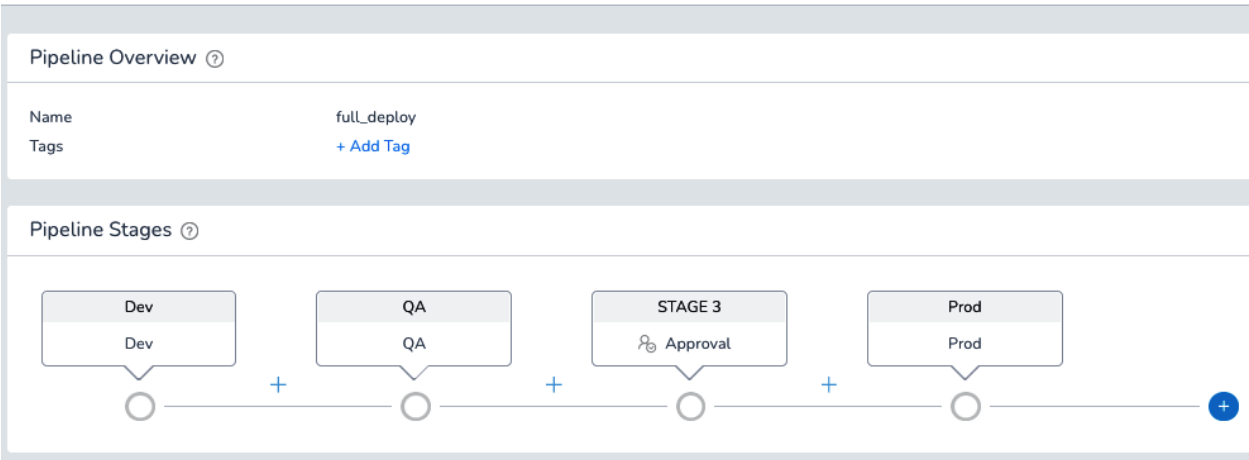 Pipeline Overview ?
Name full_deploy
Tags + Add Tag
Pipeline Stages ?
Dev QA STAGE 3 Prod
Dev QA Approval Prod
+ + +
+